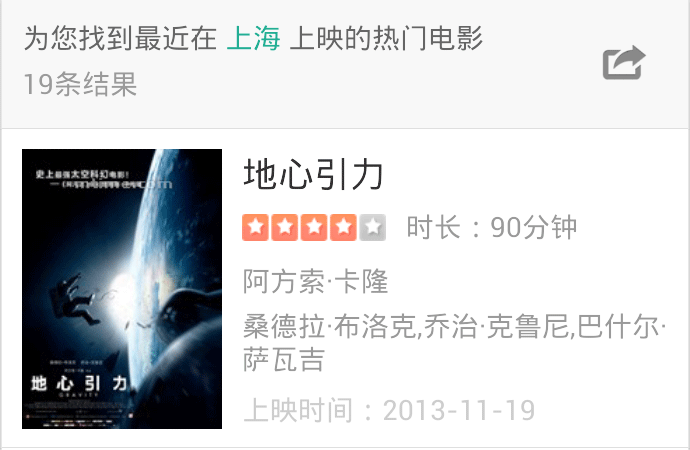 为您找到最近在 上海 上映的热门电影
19条结果
史上最强太空科幻电影！
地心引力
GRAVITY
地心引力
时长：90分钟
阿方索·卡隆
桑德拉·布洛克,乔治·克鲁尼,巴什尔·
萨瓦吉
上映时间：2013-11-19